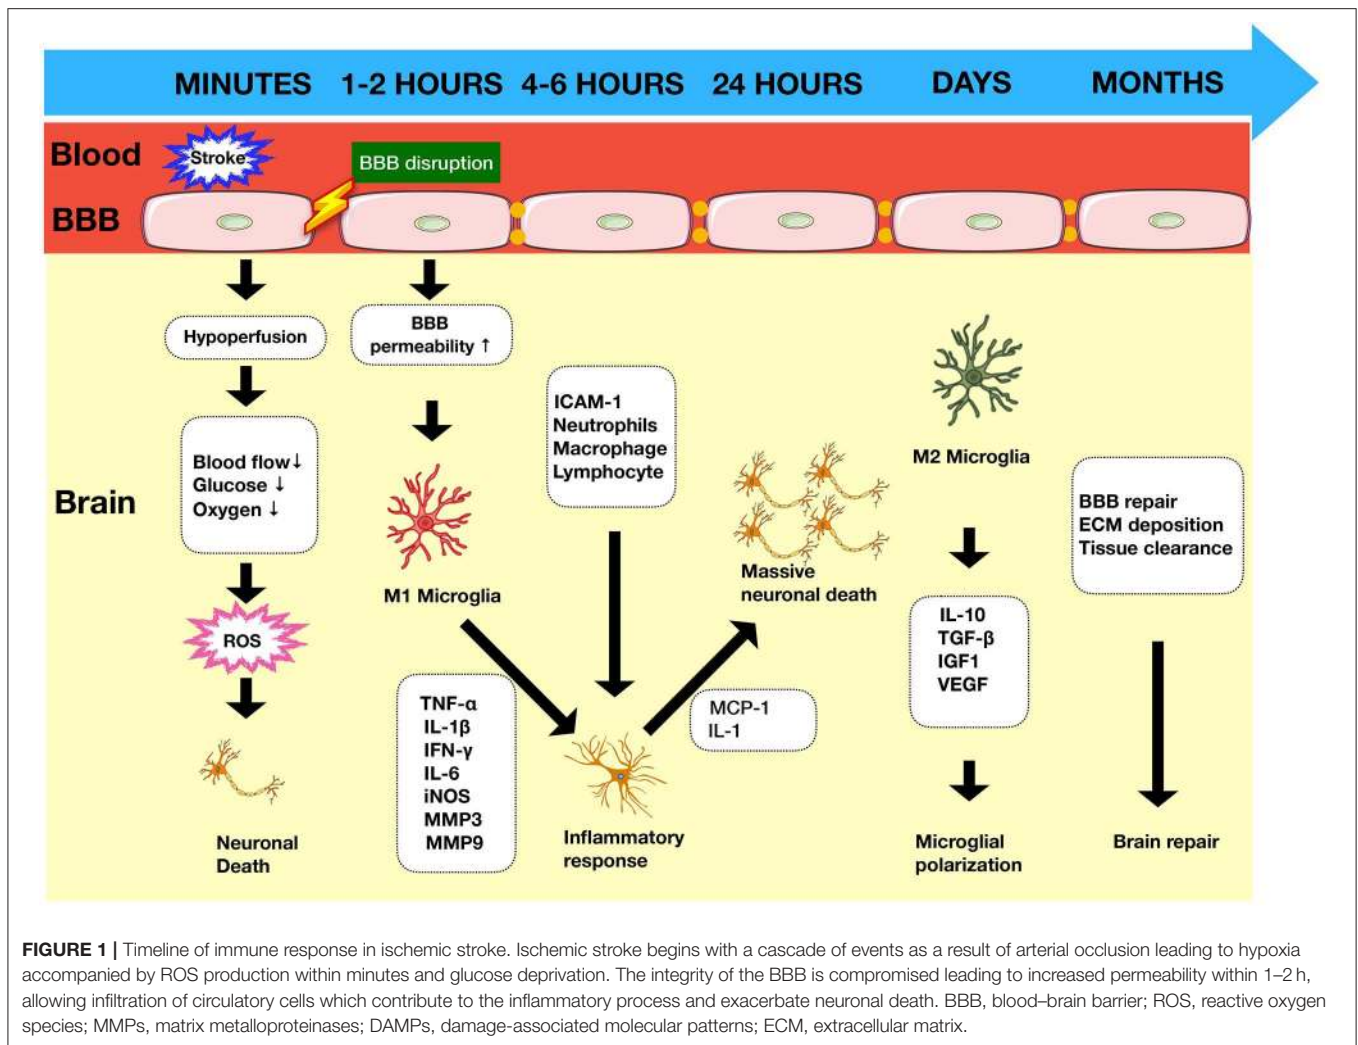 MINUTES 1-2 HOURS 4-6 HOURS 24 HOURS DAYS MONTHS
Blood
Stroke
BBB disruption
BBB
Brain
Hypoperfusion
Blood flow↓
Glucose ↓
Oxygen ↓
ROS
Neuronal
Death
BBB
permeability ↑
M1 Microglia
TNF-α
IL-1β
IFN-γ
IL-6
iNOS
MMP3
MMP9
ICAM-1
Neutrophils
Macrophage
Lymphocyte
Inflammatory
response
MCP-1
IL-1
Massive
neuronal death
M2 Microglia
IL-10
TGF-β
IGF1
VEGF
Microglial
polarization
BBB repair
ECM deposition
Tissue clearance
Brain repair
FIGURE 1 | Timeline of immune response in ischemic stroke. Ischemic stroke begins with a cascade of events as a result of arterial occlusion leading to hypoxia
accompanied by ROS production within minutes and glucose deprivation. The integrity of the BBB is compromised leading to increased permeability within 1–2 h,
allowing infiltration of circulatory cells which contribute to the inflammatory process and exacerbate neuronal death. BBB, blood–brain barrier; ROS, reactive oxygen
species; MMPs, matrix metalloproteinases; DAMPs, damage-associated molecular patterns; ECM, extracellular matrix.